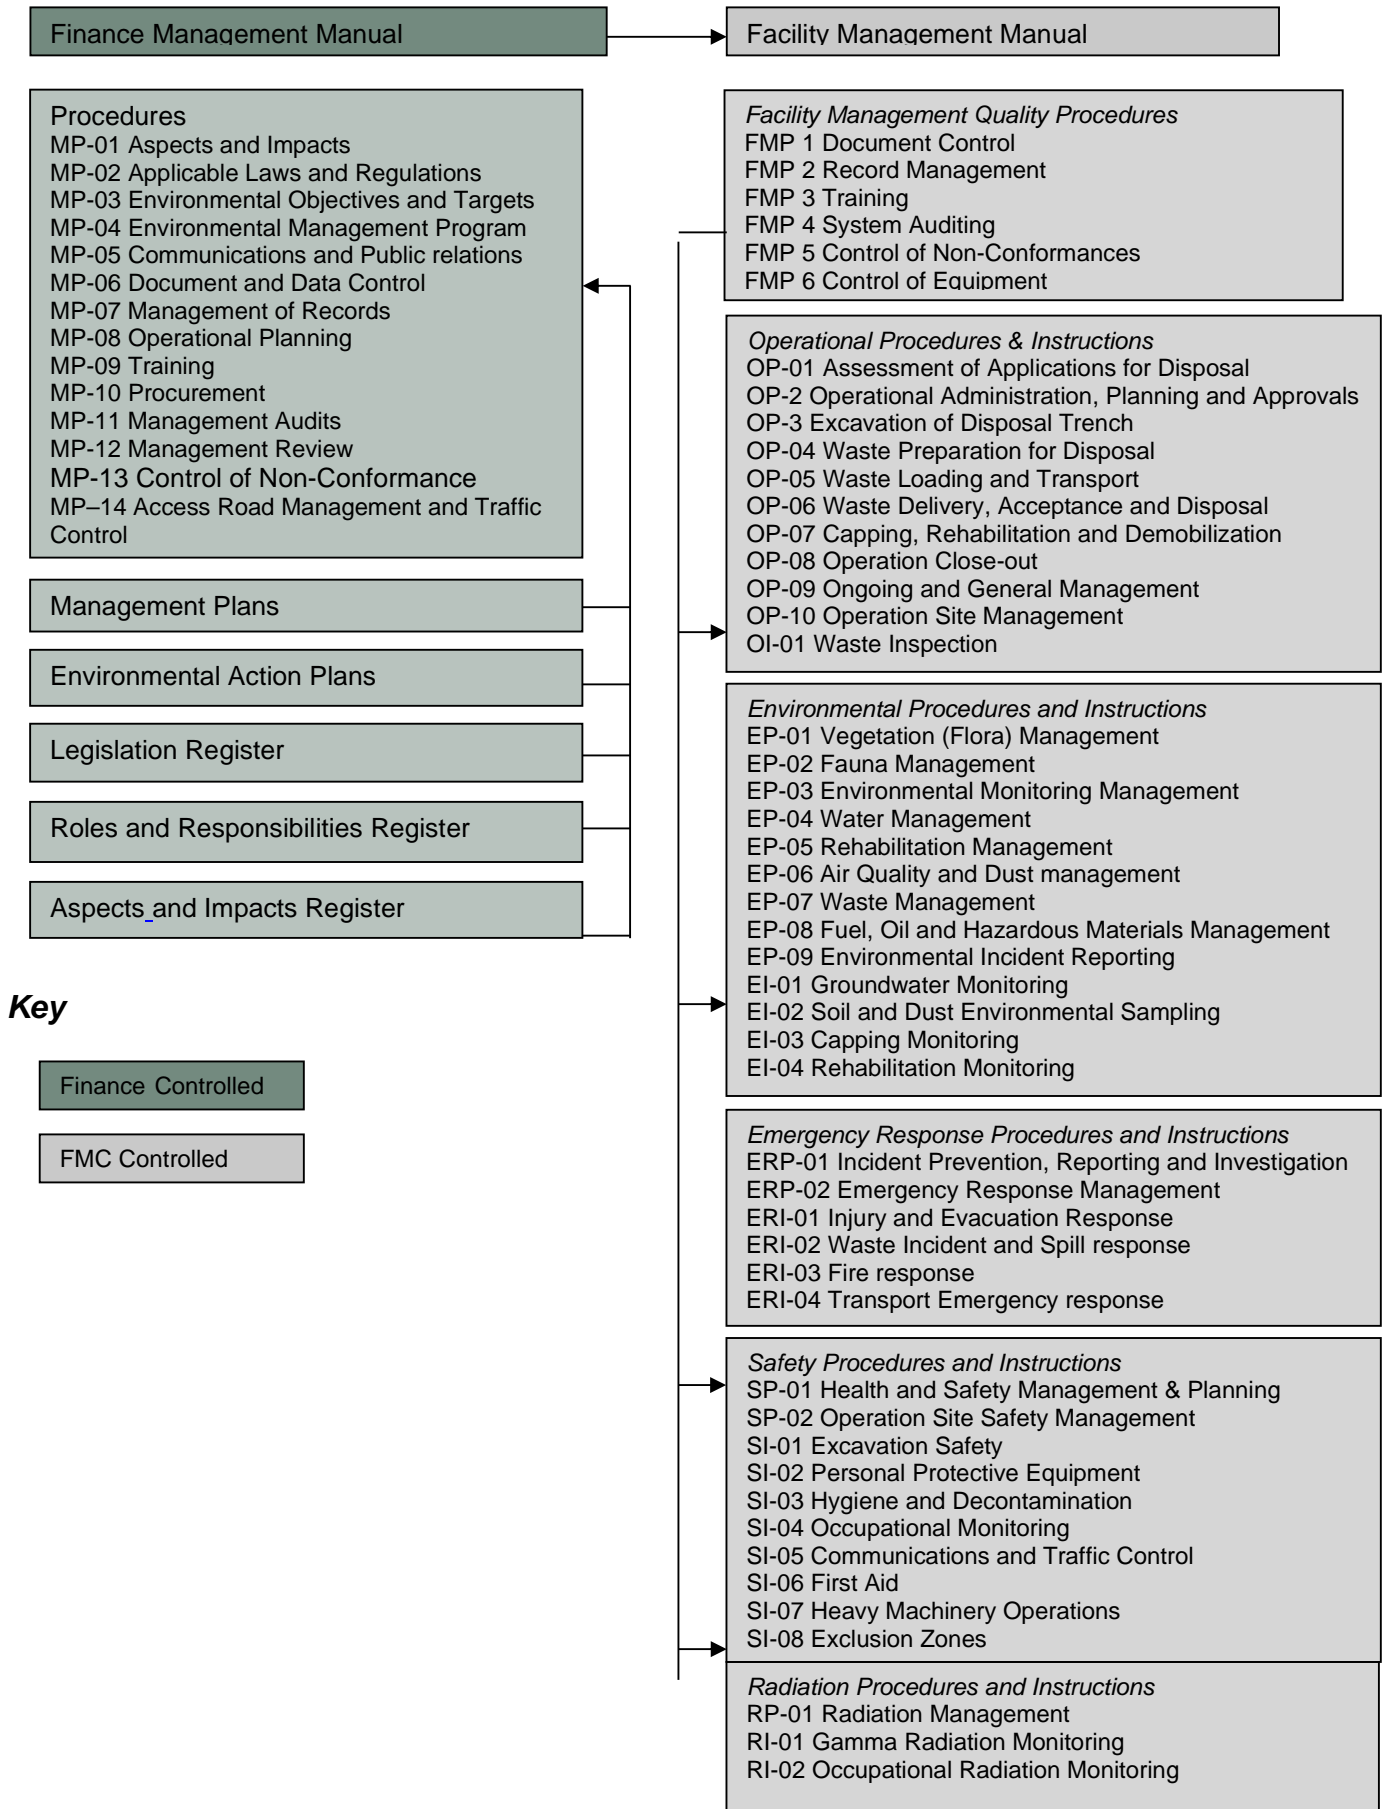 Finance Management Manual
Facility Management Manual
Procedures
MP-01 Aspects and Impacts
MP-02 Applicable Laws and Regulations
MP-03 Environmental Objectives and Targets
MP-04 Environmental Management Program
MP-05 Communications and Public relations
MP-06 Document and Data Control
MP-07 Management of Records
MP-08 Operational Planning
MP-09 Training
MP-10 Procurement
MP-11 Management Audits
MP-12 Management Review
MP-13 Control of Non-Conformance
MP–14 Access Road Management and Traffic
Control
Management Plans
Environmental Action Plans
Legislation Register
Roles and Responsibilities Register
Aspects and Impacts Register
Key
Finance Controlled
FMC Controlled
Facility Management Quality Procedures
FMP 1 Document Control
FMP 2 Record Management
FMP 3 Training
FMP 4 System Auditing
FMP 5 Control of Non-Conformances
FMP 6 Control of Equipment
Operational Procedures & Instructions
OP-01 Assessment of Applications for Disposal
OP-2 Operational Administration, Planning and Approvals
OP-3 Excavation of Disposal Trench
OP-04 Waste Preparation for Disposal
OP-05 Waste Loading and Transport
OP-06 Waste Delivery, Acceptance and Disposal
OP-07 Capping, Rehabilitation and Demobilization
OP-08 Operation Close-out
OP-09 Ongoing and General Management
OP-10 Operation Site Management
OI-01 Waste Inspection
Environmental Procedures and Instructions
EP-01 Vegetation (Flora) Management
EP-02 Fauna Management
EP-03 Environmental Monitoring Management
EP-04 Water Management
EP-05 Rehabilitation Management
EP-06 Air Quality and Dust management
EP-07 Waste Management
EP-08 Fuel, Oil and Hazardous Materials Management
EP-09 Environmental Incident Reporting
EI-01 Groundwater Monitoring
EI-02 Soil and Dust Environmental Sampling
EI-03 Capping Monitoring
EI-04 Rehabilitation Monitoring
Emergency Response Procedures and Instructions
ERP-01 Incident Prevention, Reporting and Investigation
ERP-02 Emergency Response Management
ERI-01 Injury and Evacuation Response
ERI-02 Waste Incident and Spill response
ERI-03 Fire response
ERI-04 Transport Emergency response
Safety Procedures and Instructions
SP-01 Health and Safety Management & Planning
SP-02 Operation Site Safety Management
SI-01 Excavation Safety
SI-02 Personal Protective Equipment
SI-03 Hygiene and Decontamination
SI-04 Occupational Monitoring
SI-05 Communications and Traffic Control
SI-06 First Aid
SI-07 Heavy Machinery Operations
SI-08 Exclusion Zones
Radiation Procedures and Instructions
RP-01 Radiation Management
RI-01 Gamma Radiation Monitoring
RI-02 Occupational Radiation Monitoring